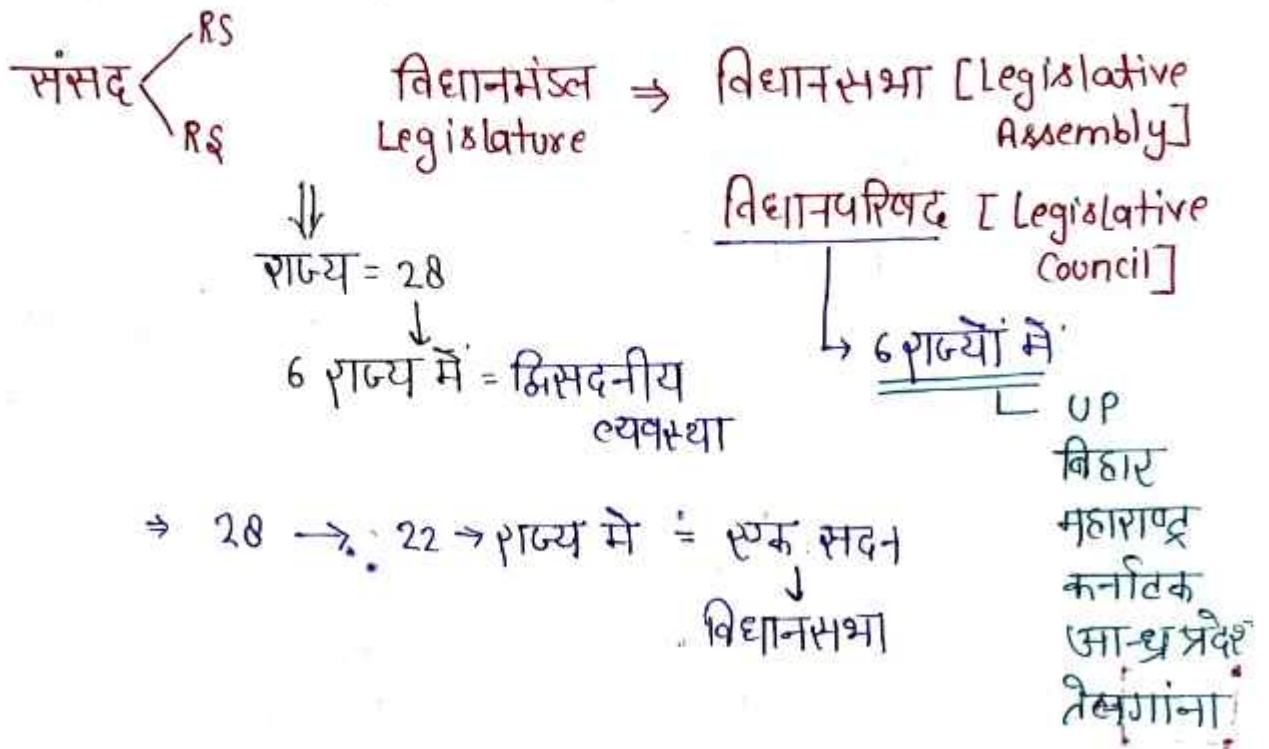 संसद RS
RS
विधानमंडल ⇒ विधानसभा [Legislative
Legislature Assembly]
विधानपरिषद [Legislative
Council]
⇓
राज्य = 28
↓
6 राज्य में = द्विसदनीय
व्यवस्था
→ 6 राज्यों में
UP
बिहार
महाराष्ट्र
कर्नाटक
आन्ध्र प्रदेश
तेलंगांना
⇒ 28 → 22 → राज्य मे = एक सदन
↓
विधानसभा